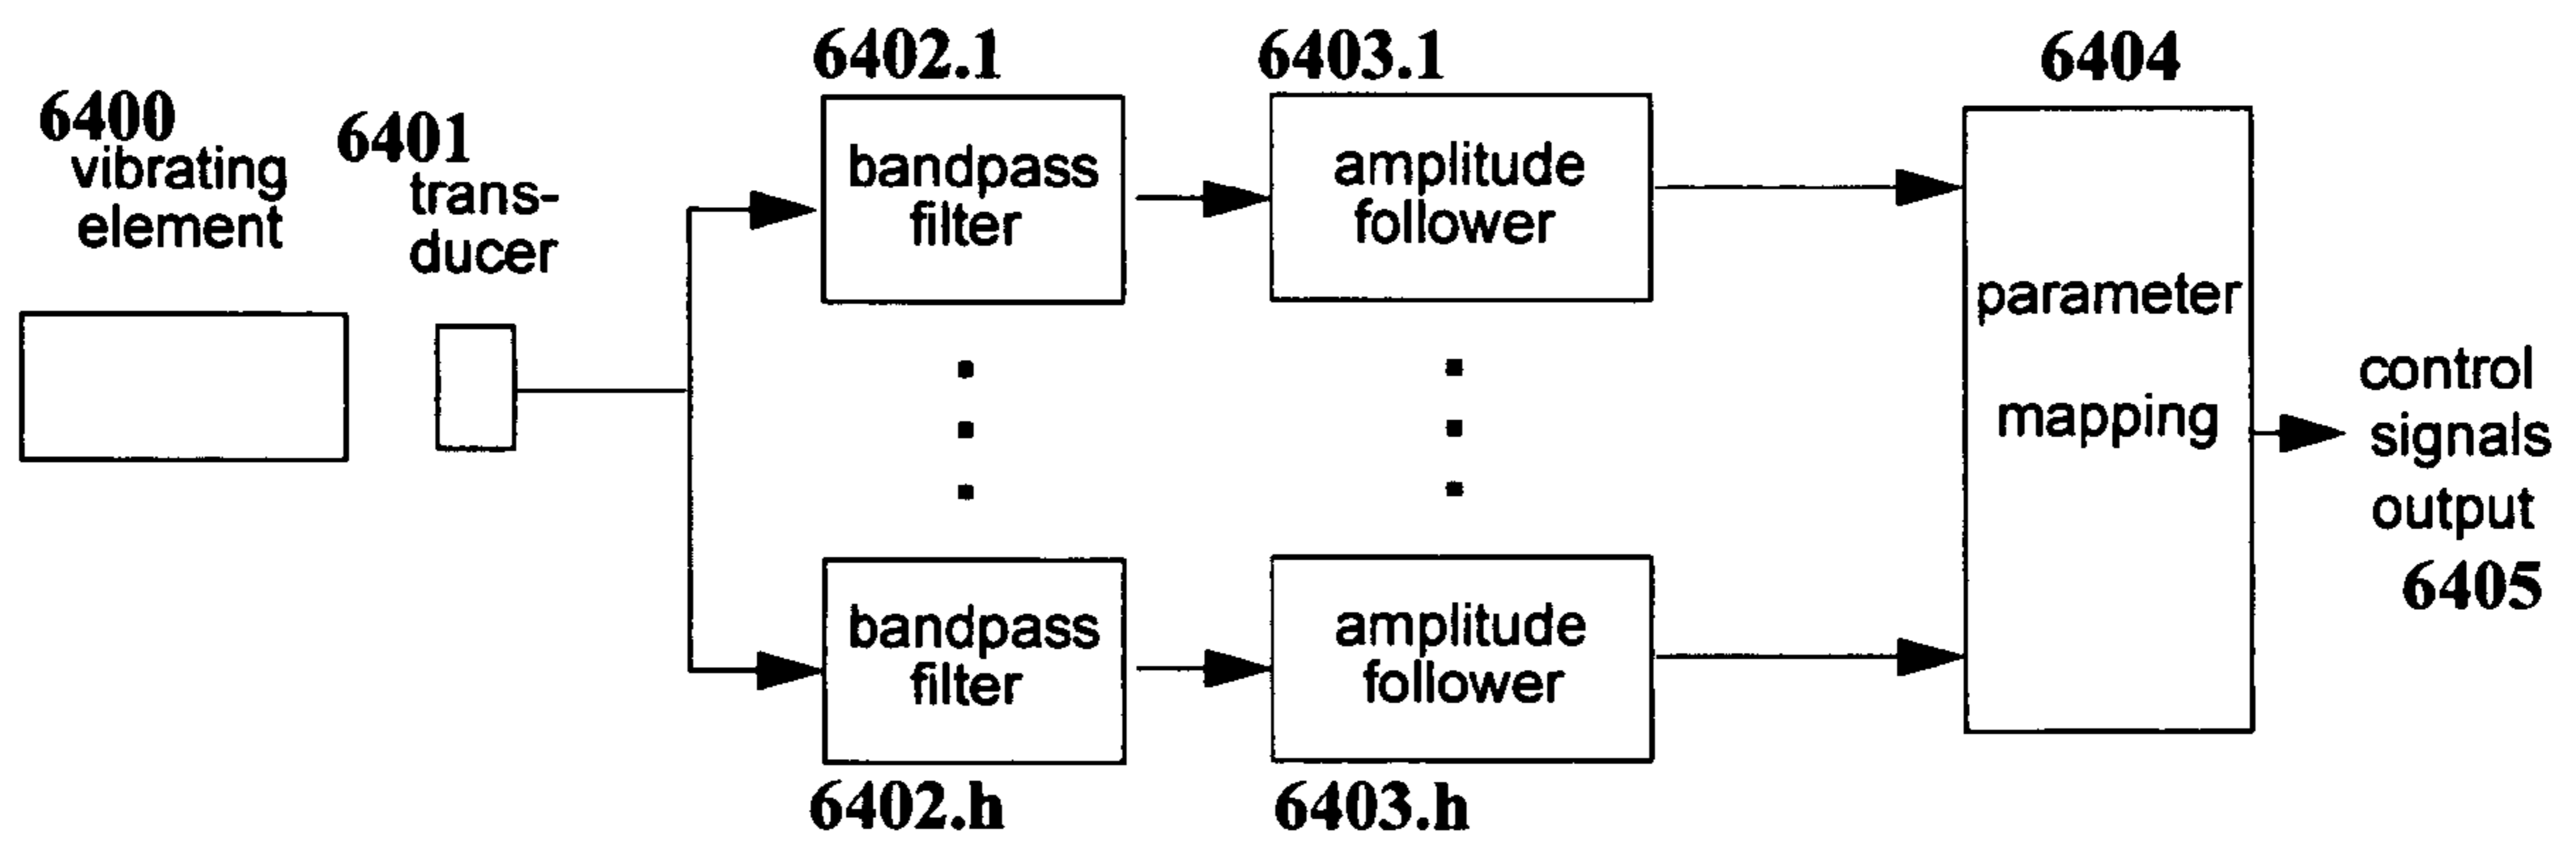 6400
vibrating
element
6401
trans-
ducer
6402.1
bandpass
filter
6403.1
amplitude
follower
6404
parameter
mapping
control
signals
output
6405
bandpass
filter
6402.h
amplitude
follower
6403.h